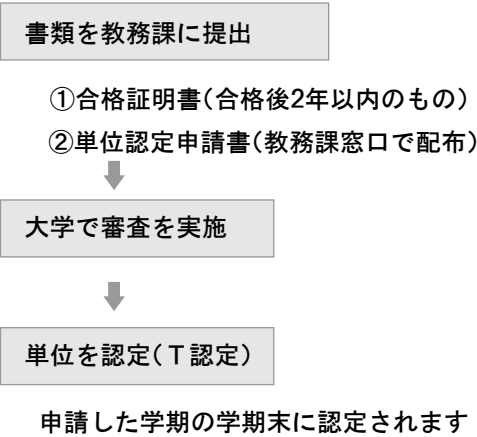 書類を教務課に提出
①合格証明書(合格後2年以内のもの)
②単位認定申請書(教務課窓口で配布)
大学で審査を実施
単位を認定(T認定)
申請した学期の学期末に認定されます